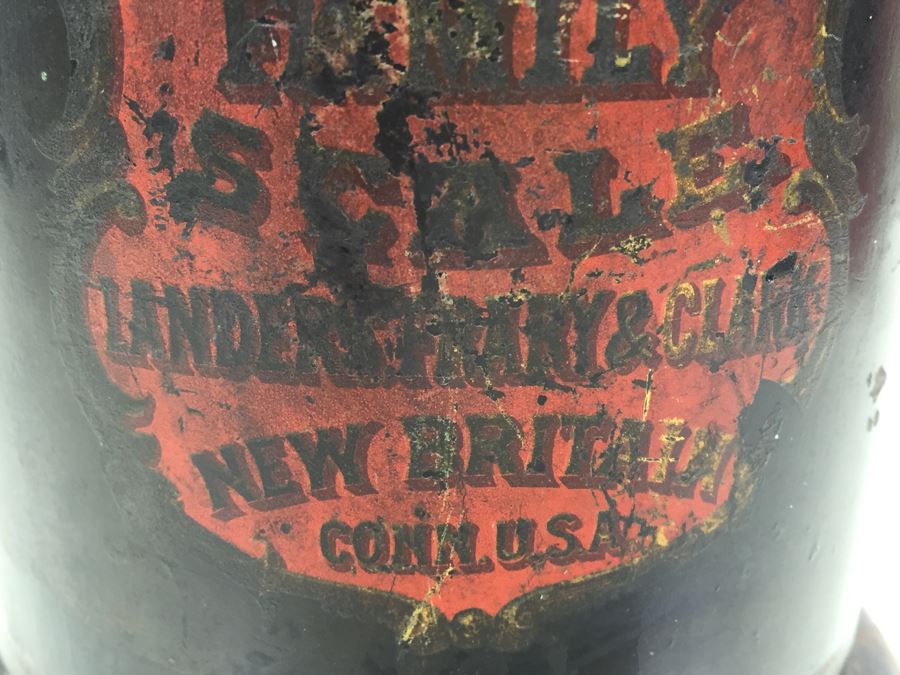 FAMILY
SCALE
LANDERS, FRARY & CLARK
NEW BRITAIN
CONN. U.S.A.